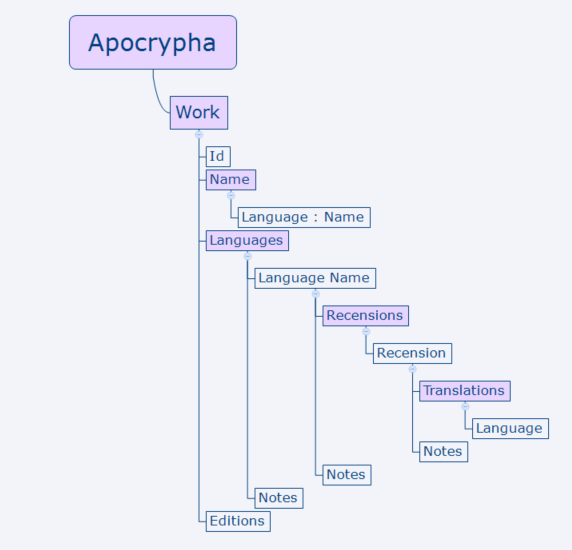 Apocrypha
Work
Id
Name
Language : Name
Languages
Language Name
Recensions
Recension
Translations
Language
Notes
Notes
Notes
Editions